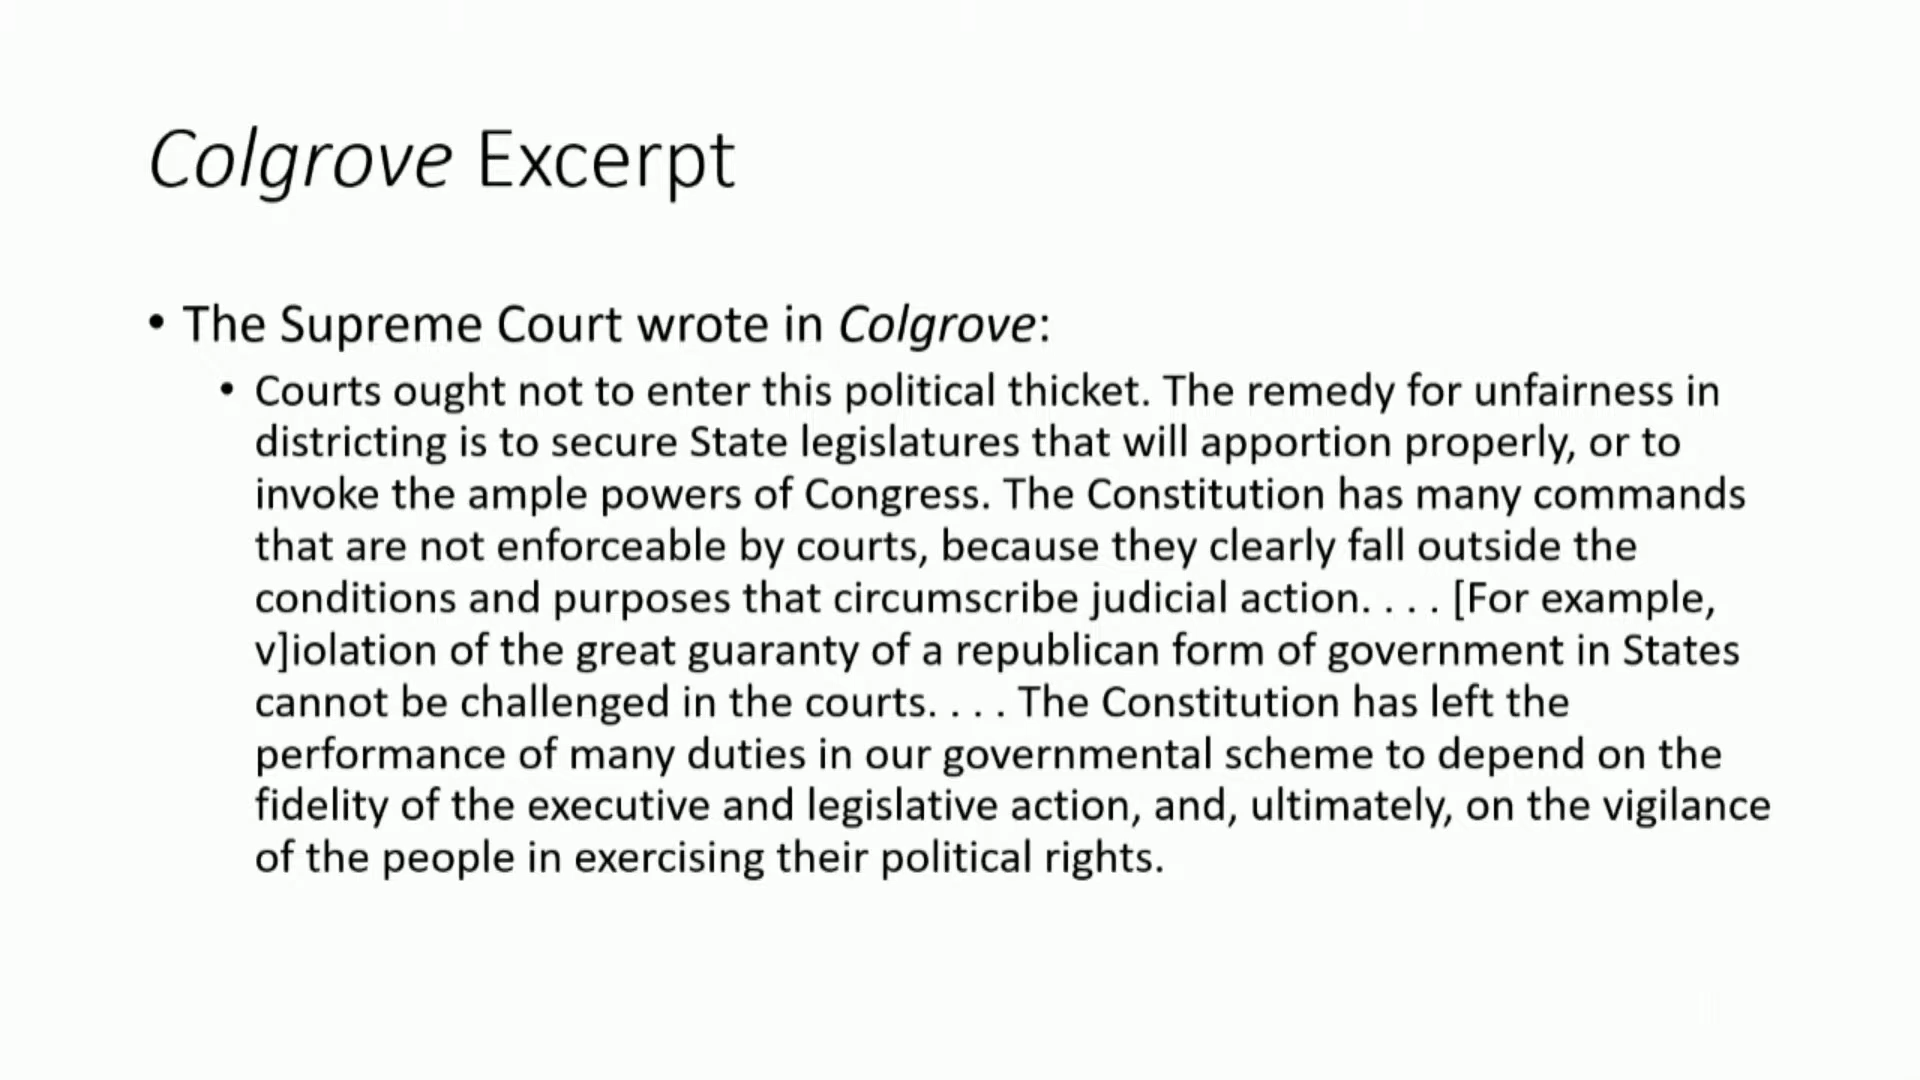 Colgrove Excerpt
• The Supreme Court wrote in Colgrove:
• Courts ought not to enter this political thicket. The remedy for unfairness in
districting is to secure State legislatures that will apportion properly, or to
invoke the ample powers of Congress. The Constitution has many commands
that are not enforceable by courts, because they clearly fall outside the
conditions and purposes that circumscribe judicial action. . . . [For example,
v]iolation of the great guaranty of a republican form of government in States
cannot be challenged in the courts. . . . The Constitution has left the
performance of many duties in our governmental scheme to depend on the
fidelity of the executive and legislative action, and, ultimately, on the vigilance
of the people in exercising their political rights.